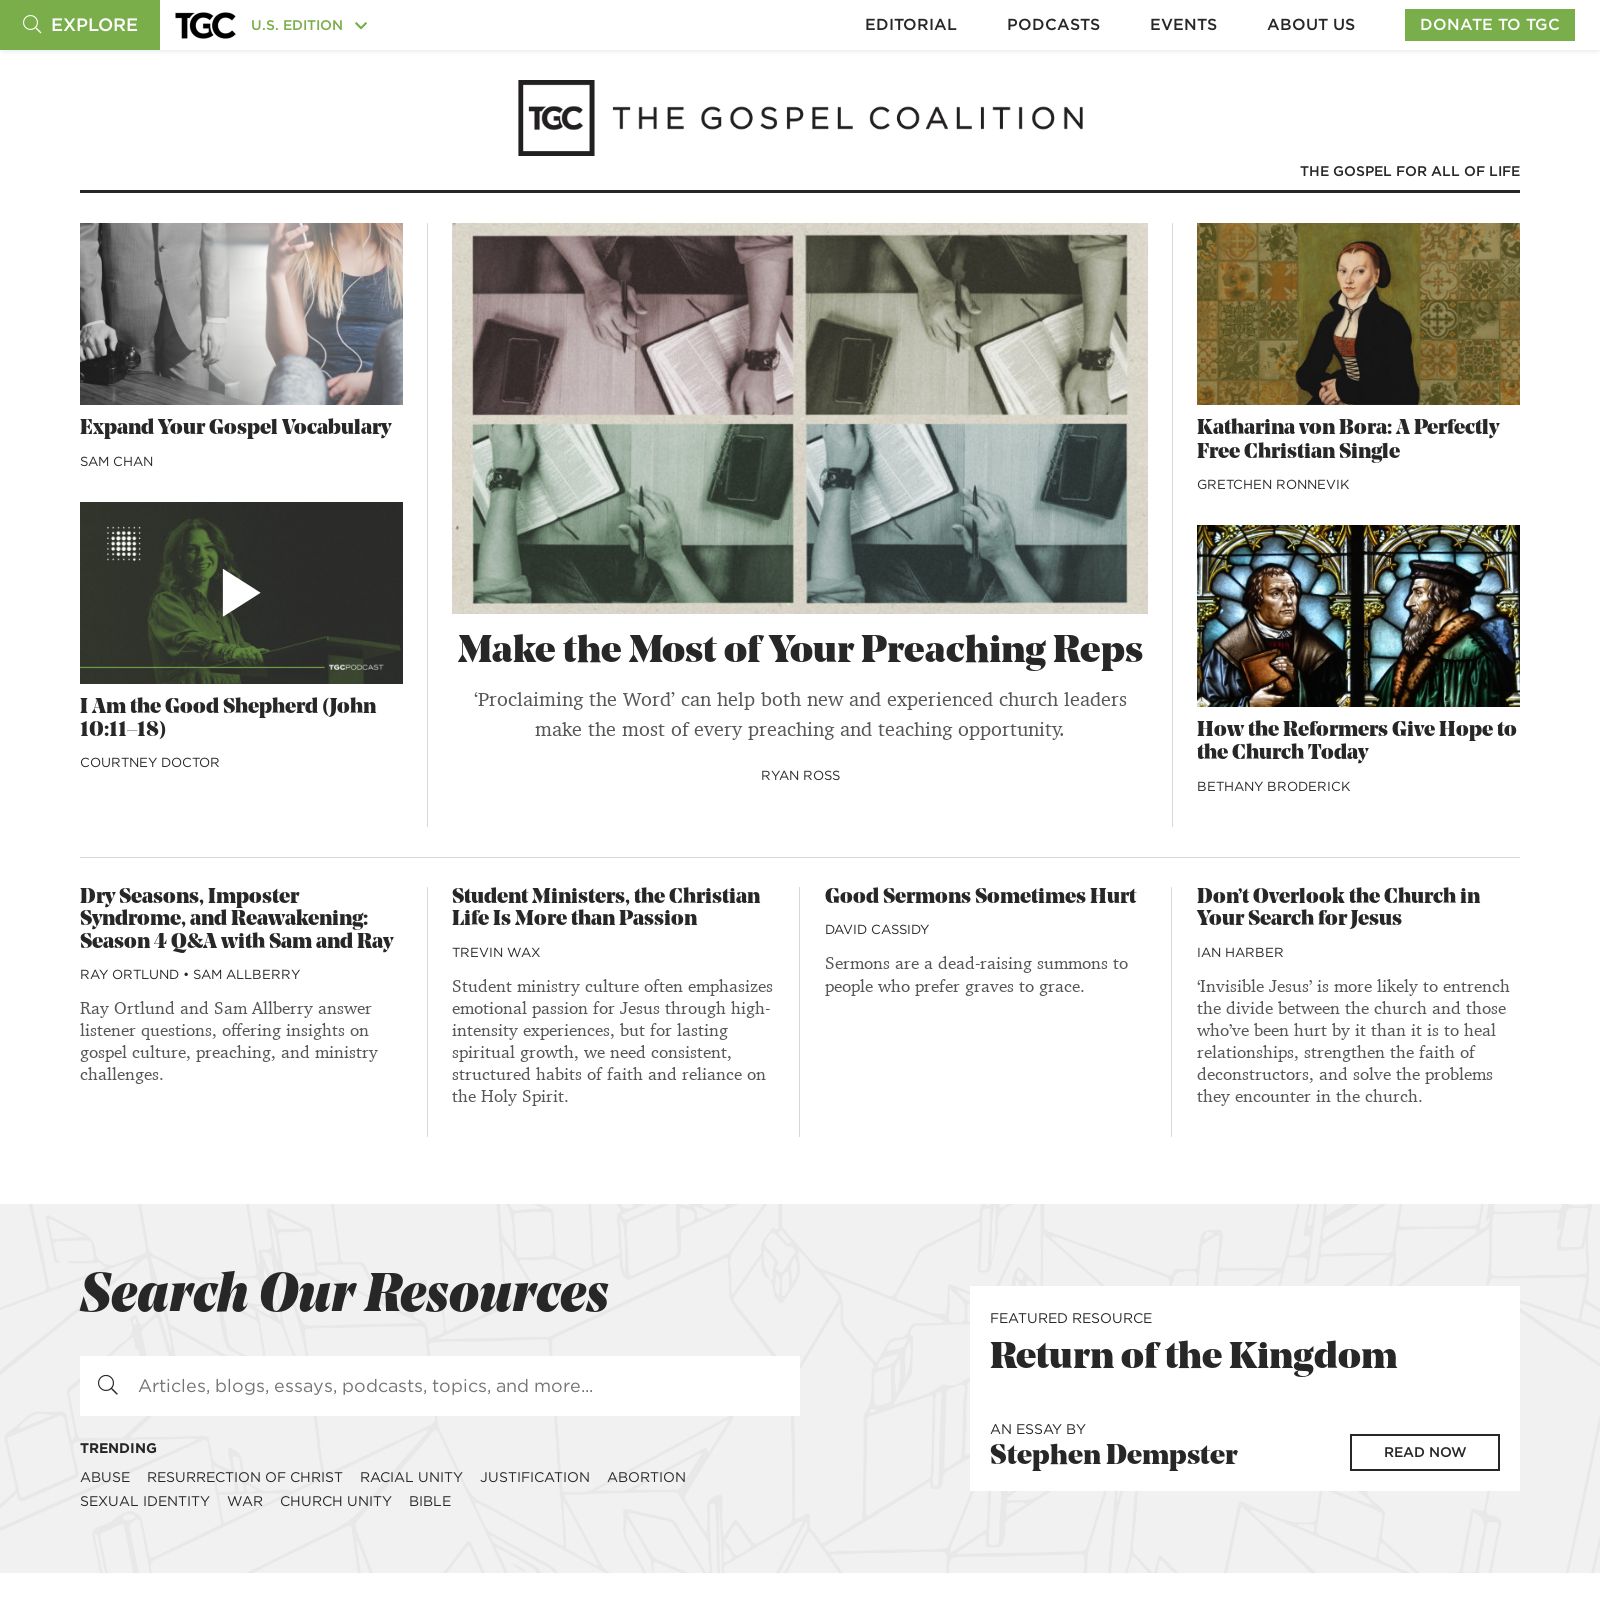 EXPLORE
TGC
U.S. EDITION
EDITORIAL
PODCASTS
EVENTS
ABOUT US
DONATE TO TGC
TGC
THE GOSPEL COALITION
THE GOSPEL FOR ALL OF LIFE
Expand Your Gospel Vocabulary
SAM CHAN
TGCPODCAST
I Am the Good Shepherd (John
10:11–18)
COURTNEY DOCTOR
Make the Most of Your Preaching Reps
‘Proclaiming the Word’ can help both new and experienced church leaders
make the most of every preaching and teaching opportunity.
RYAN ROSS
Katharina von Bora: A Perfectly
Free Christian Single
GRETCHEN RONNEVIK
How the Reformers Give Hope to
the Church Today
BETHANY BRODERICK
Dry Seasons, Imposter
Syndrome, and Reawakening:
Season 4 Q&A with Sam and Ray
RAY ORTLUND • SAM ALLBERRY
Ray Ortlund and Sam Allberry answer
listener questions, offering insights on
gospel culture, preaching, and ministry
challenges.
Student Ministers, the Christian
Life Is More than Passion
TREVIN WAX
Student ministry culture often emphasizes
emotional passion for Jesus through high-
intensity experiences, but for lasting
spiritual growth, we need consistent,
structured habits of faith and reliance on
the Holy Spirit.
Good Sermons Sometimes Hurt
DAVID CASSIDY
Sermons are a dead-raising summons to
people who prefer graves to grace.
Don’t Overlook the Church in
Your Search for Jesus
IAN HARBER
‘Invisible Jesus’ is more likely to entrench
the divide between the church and those
who’ve been hurt by it than it is to heal
relationships, strengthen the faith of
deconstructors, and solve the problems
they encounter in the church.
Search Our Resources
Articles, blogs, essays, podcasts, topics, and more...
TRENDING
ABUSE RESURRECTION OF CHRIST RACIAL UNITY JUSTIFICATION ABORTION
SEXUAL IDENTITY WAR CHURCH UNITY BIBLE
FEATURED RESOURCE
Return of the Kingdom
AN ESSAY BY
Stephen Dempster
READ NOW